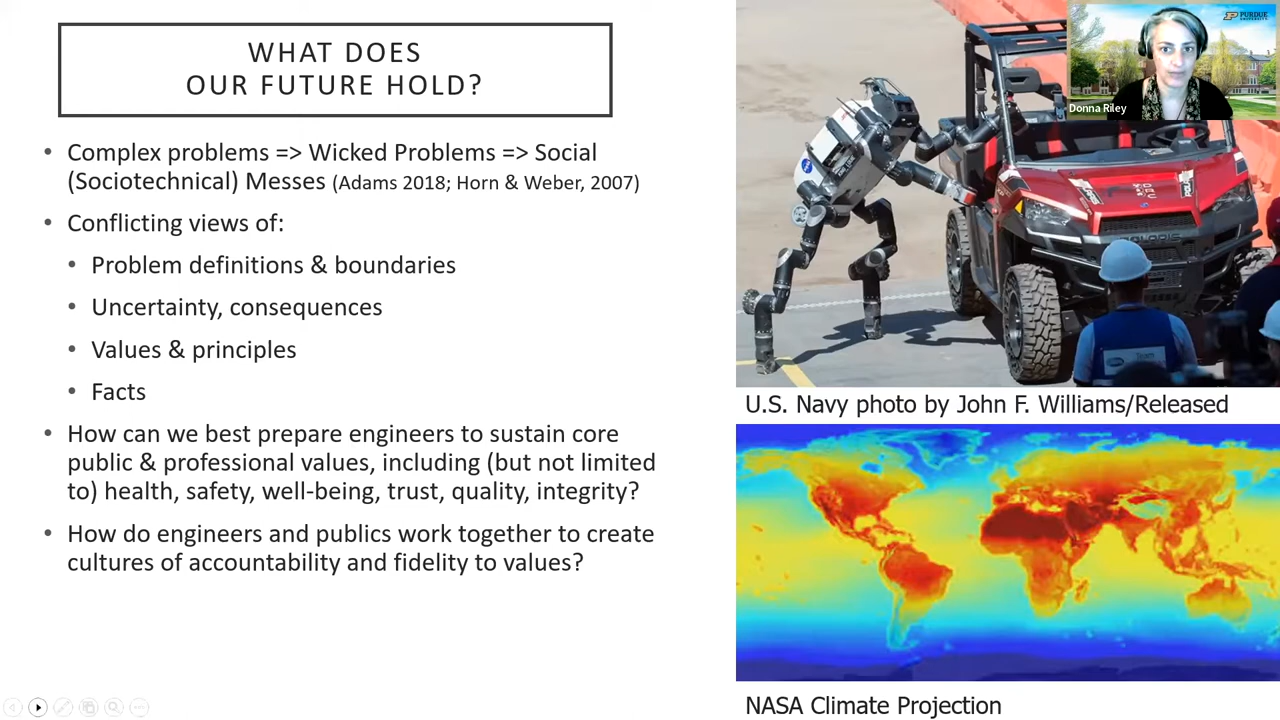 WHAT DOES
OUR FUTURE HOLD?
• Complex problems => Wicked Problems => Social
(Sociotechnical) Messes (Adams 2018; Horn & Weber, 2007)
• Conflicting views of:
• Problem definitions & boundaries
• Uncertainty, consequences
• Values & principles
• Facts
• How can we best prepare engineers to sustain core
public & professional values, including (but not limited
to) health, safety, well-being, trust, quality, integrity?
• How do engineers and publics work together to create
cultures of accountability and fidelity to values?
PURDUE
UNIVERSITY
Donna Riley
POLARIS
Team
U.S. Navy photo by John F. Williams/Released
NASA Climate Projection